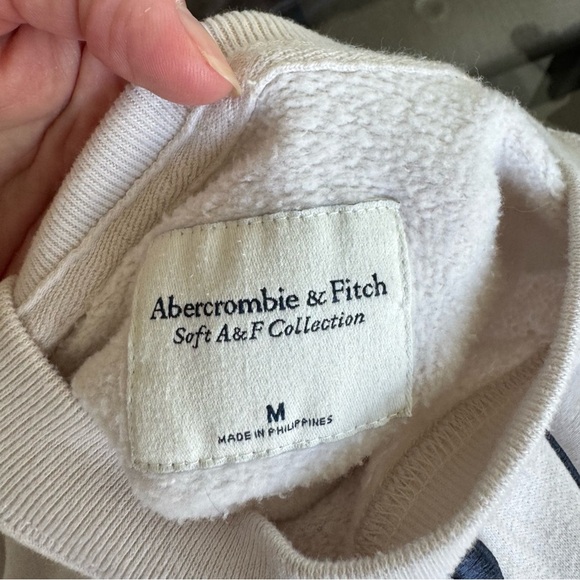 Abercrombie & Fitch
Soft A&F Collection
M
MADE IN PHILIPPINES